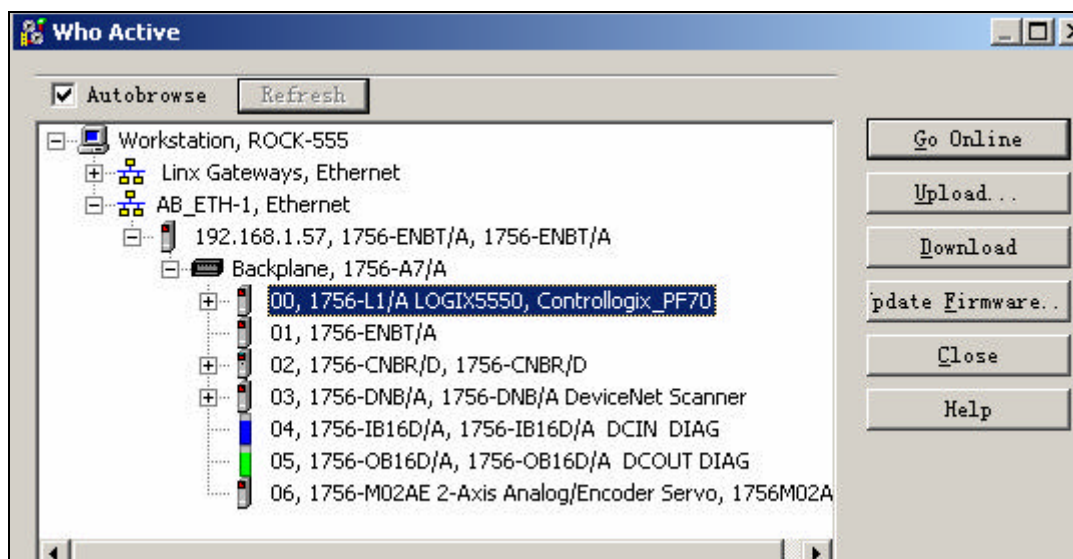 Who Active
Autobrowse
Refresh
Workstation, ROCK-555
Linx Gateways, Ethernet
AB_ETH-1, Ethernet
192.168.1.57, 1756-ENBT/A, 1756-ENBT/A
Backplane, 1756-A7/A
00, 1756-L1/A LOGIX5550, Controllogix_PF70
01, 1756-ENBT/A
02, 1756-CNBR/D, 1756-CNBR/D
03, 1756-DNB/A, 1756-DNB/A DeviceNet Scanner
04, 1756-IB16D/A, 1756-IB16D/A DCIN DIAG
05, 1756-OB16D/A, 1756-OB16D/A DCOUT DIAG
06, 1756-M02AE 2-Axis Analog/Encoder Servo, 1756M02A
Go Online
Upload...
Download
pdate Firmware..
Close
Help